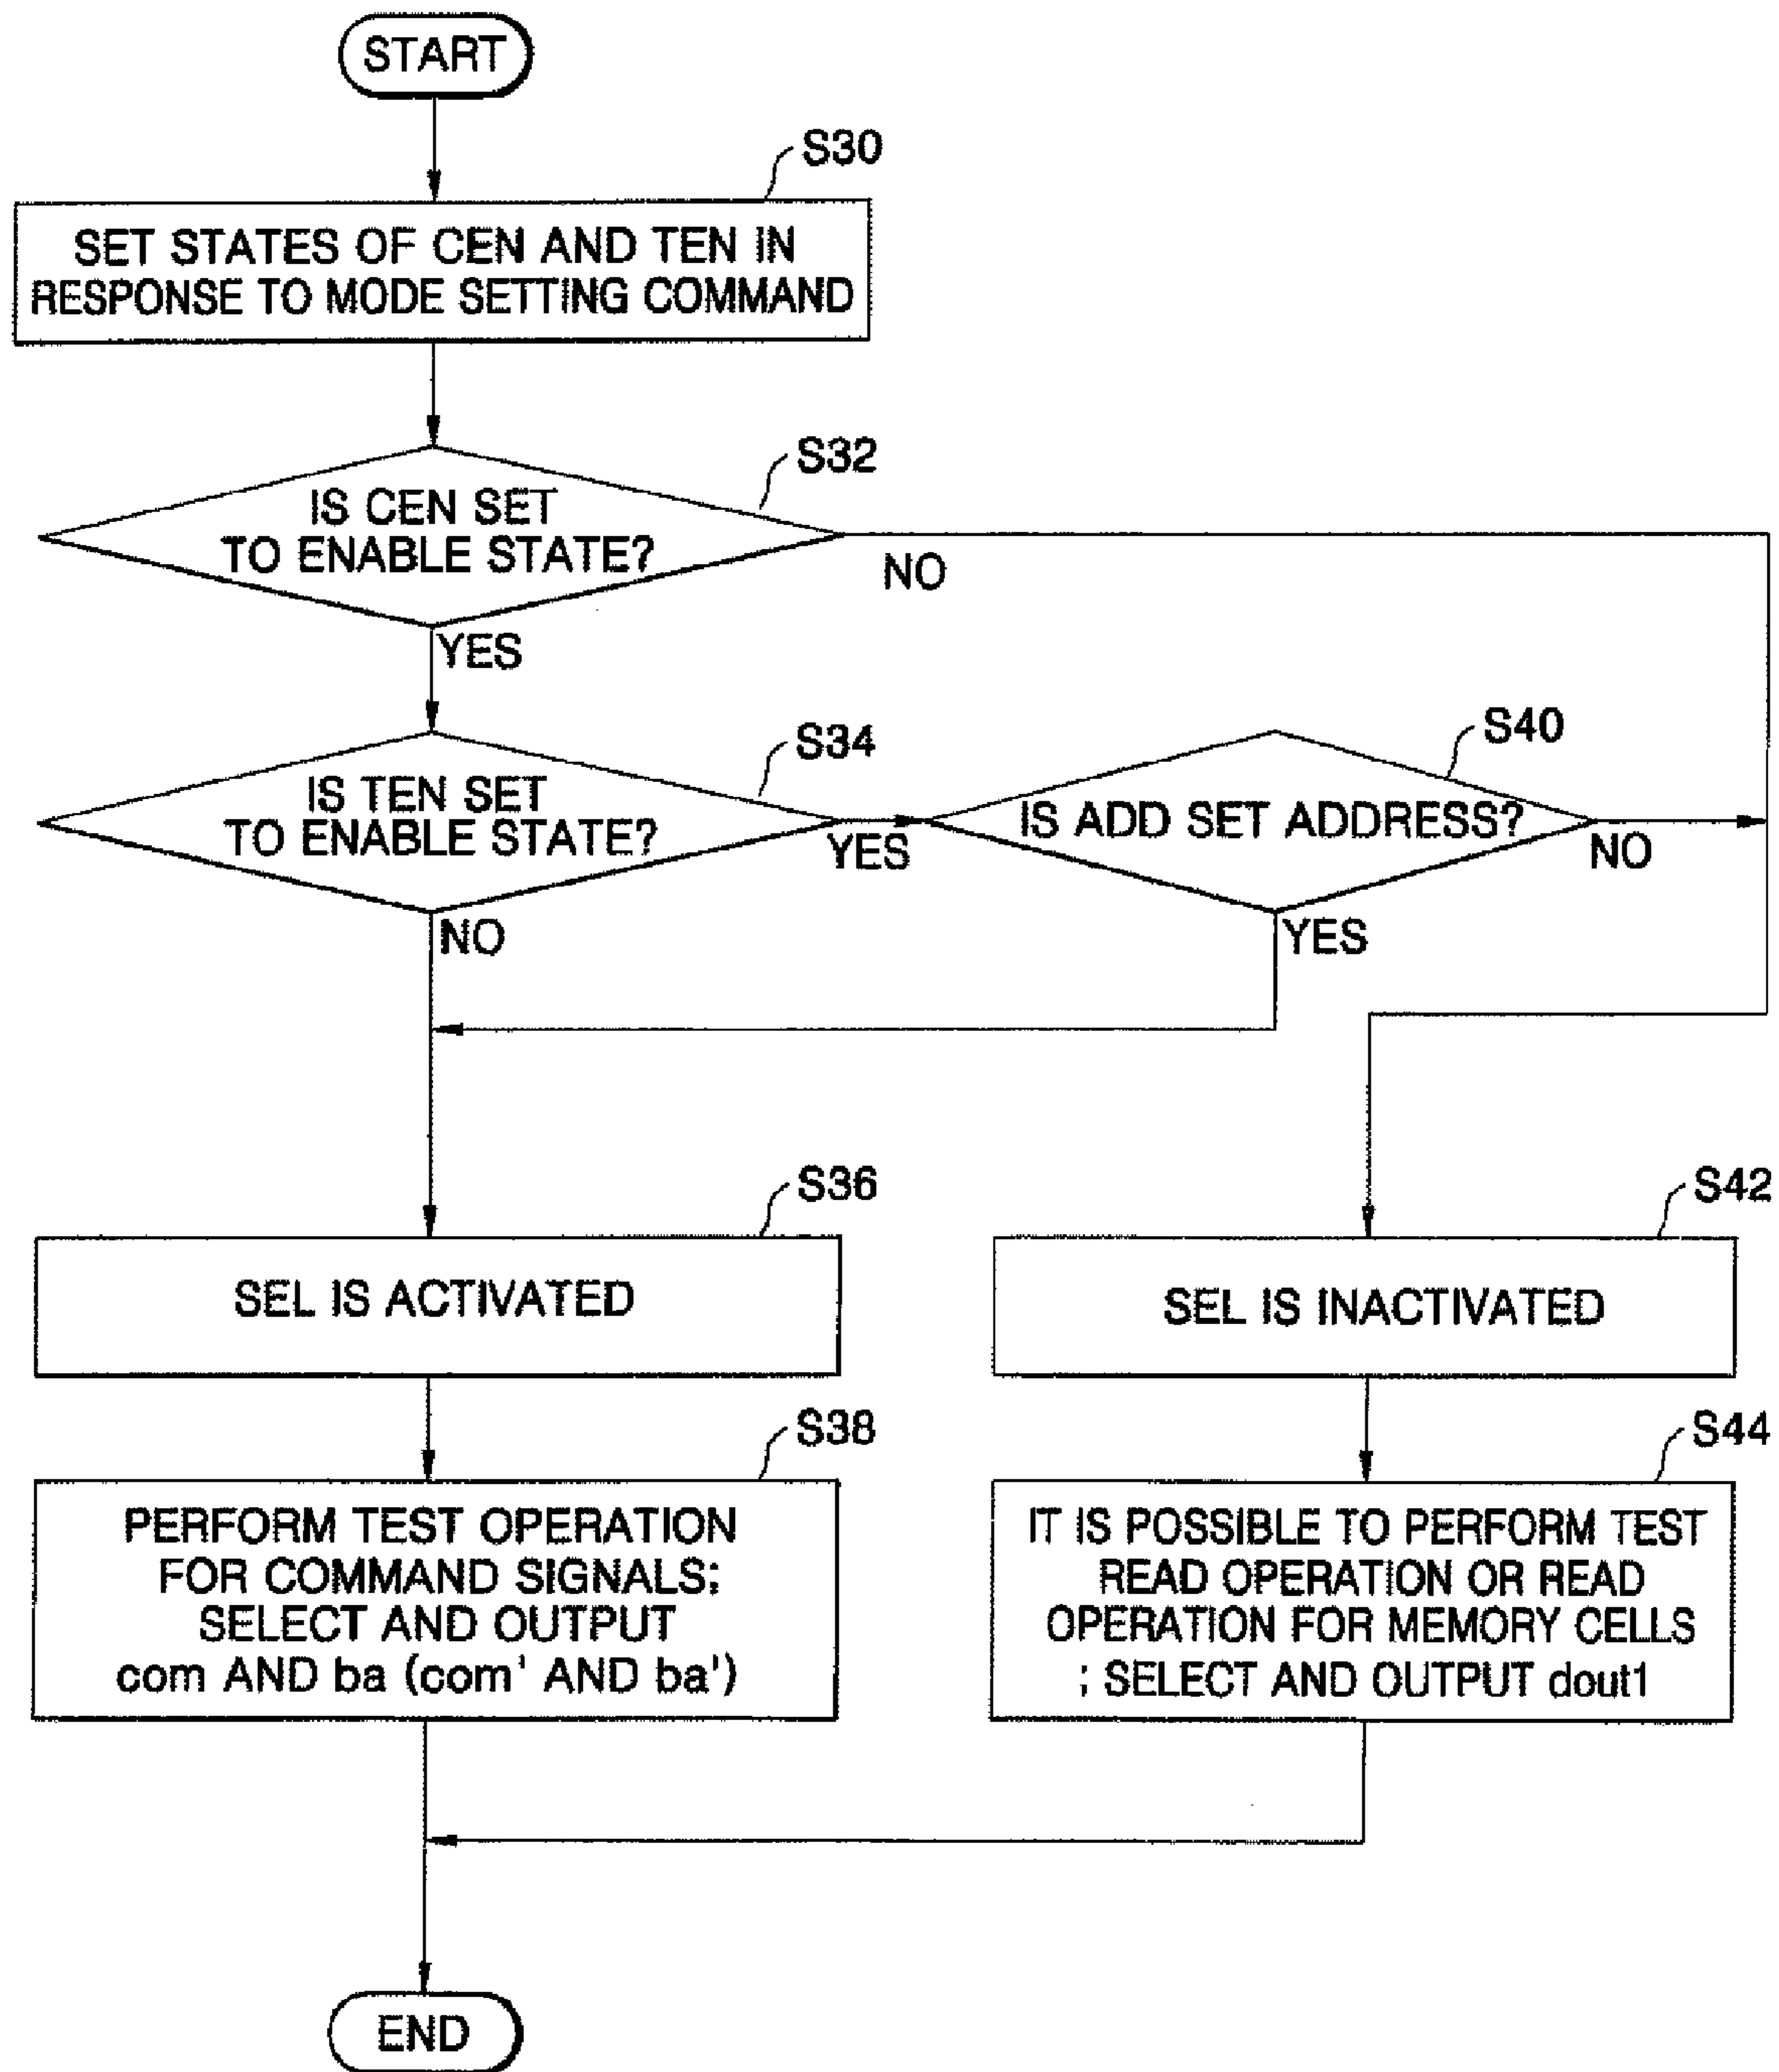 START
S30
SET STATES OF CEN AND TEN IN
RESPONSE TO MODE SETTING COMMAND
S32
IS CEN SET
TO ENABLE STATE?
NO
YES
S34
IS TEN SET
TO ENABLE STATE?
YES
NO
S40
IS ADD SET ADDRESS?
NO
YES
S36
SEL IS ACTIVATED
S42
SEL IS INACTIVATED
S38
PERFORM TEST OPERATION
FOR COMMAND SIGNALS;
SELECT AND OUTPUT
com AND ba (com' AND ba')
S44
IT IS POSSIBLE TO PERFORM TEST
READ OPERATION OR READ
OPERATION FOR MEMORY CELLS
; SELECT AND OUTPUT dout1
END